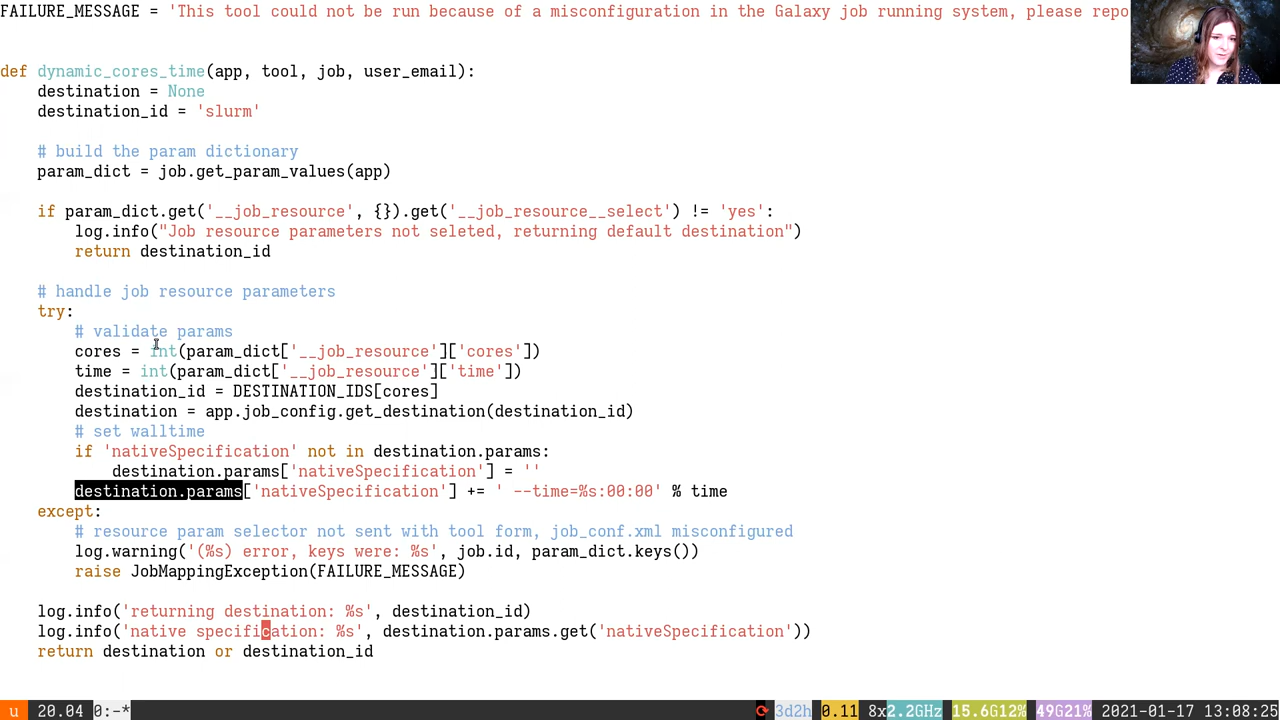 FAILURE_MESSAGE = 'This tool could not be run because of a misconfiguration in the Galaxy job running system, please repo
def dynamic_cores_time(app, tool, job, user_email):
    destination = None
    destination_id = 'slurm'
    # build the param dictionary
    param_dict = job.get_param_values(app)
    if param_dict.get('__job_resource', {}).get('__job_resource__select') != 'yes':
        log.info("Job resource parameters not seleted, returning default destination")
        return destination_id
    # handle job resource parameters
    try:
        # validate params
        cores = int(param_dict['__job_resource']['cores'])
        time = int(param_dict['__job_resource']['time'])
        destination_id = DESTINATION_IDS[cores]
        destination = app.job_config.get_destination(destination_id)
        # set walltime
        if 'nativeSpecification' not in destination.params:
            destination.params['nativeSpecification'] = ''
        destination.params['nativeSpecification'] += ' --time=%s:00:00' % time
    except:
        # resource param selector not sent with tool form, job_conf.xml misconfigured
        log.warning('(%s) error, keys were: %s', job.id, param_dict.keys())
        raise JobMappingException(FAILURE_MESSAGE)
    log.info('returning destination: %s', destination_id)
    log.info('native specification: %s', destination.params.get('nativeSpecification'))
    return destination or destination_id
u 20.04 0:-* 3d2h 0.11 8x2.2GHz 15.6G12% 49G21% 2021-01-17 13:08:25